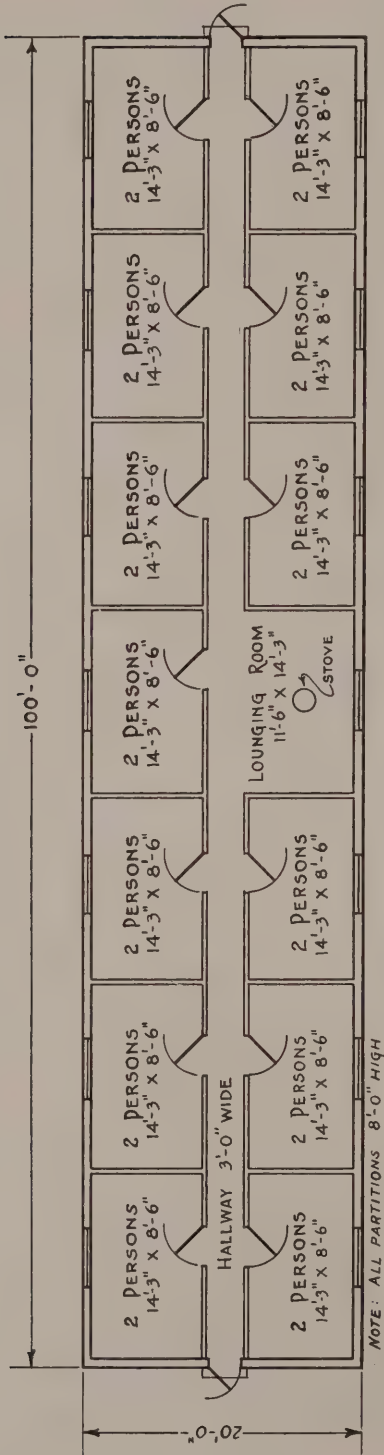 100'-0"
2 PERSONS
14'-3" X 8'-6"
2 PERSONS
14'-3" X 8'-6"
2 PERSONS
14'-3" X 8'-6"
2 PERSONS
14'-3" X 8'-6"
2 PERSONS
14'-3" X 8'-6"
2 PERSONS
14'-3" X 8'-6"
2 PERSONS
14'-3" X 8'-6"
20'-0"
HALLWAY 3'-0" WIDE
2 PERSONS
14'-3" X 8'-6"
2 PERSONS
14'-3" X 8'-6"
2 PERSONS
14'-3" X 8'-6"
LOUNGING ROOM
11'-6" X 14'-3"
STOVE
2 PERSONS
14'-3" X 8'-6"
2 PERSONS
14'-3" X 8'-6"
2 PERSONS
14'-3" X 8'-6"
NOTE: ALL PARTITIONS 8'-0" HIGH